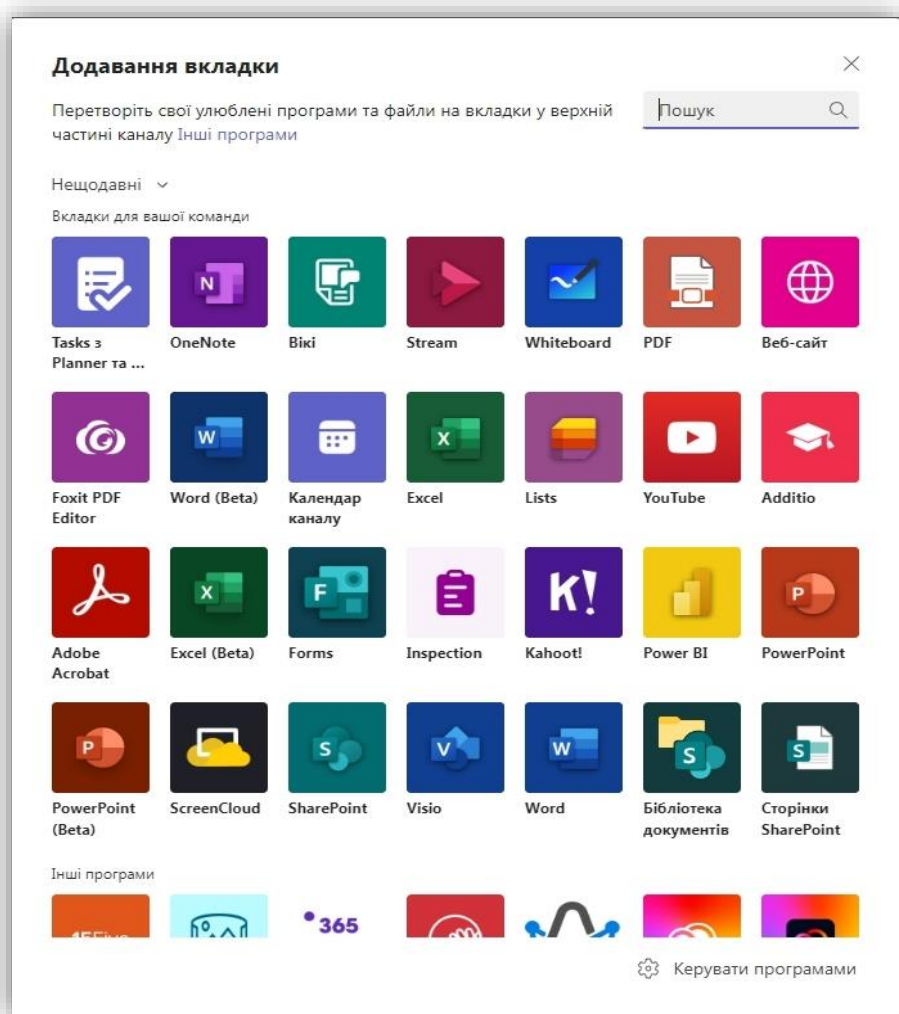 Додавання вкладки
Перетворіть свої улюблені програми та файли на вкладки у верхній
частині каналу Інші програми
Пошук
Нещодавні
Вкладки для вашої команди
Tasks з
Planner та ...
N
OneNote
Вікі
Stream
Whiteboard
PDF
Веб-сайт
Foxit PDF
Editor
W
Word (Beta)
Календар
каналу
X
Excel
Lists
YouTube
Additio
Adobe
Acrobat
X
Excel (Beta)
F
Forms
Inspection
K!
Kahoot!
Power BI
P
PowerPoint
P
PowerPoint
(Beta)
ScreenCloud
S
SharePoint
V
Visio
W
Word
S
Бібліотека
документів
S
Сторінки
SharePoint
Інші програми
365
Керувати програмами